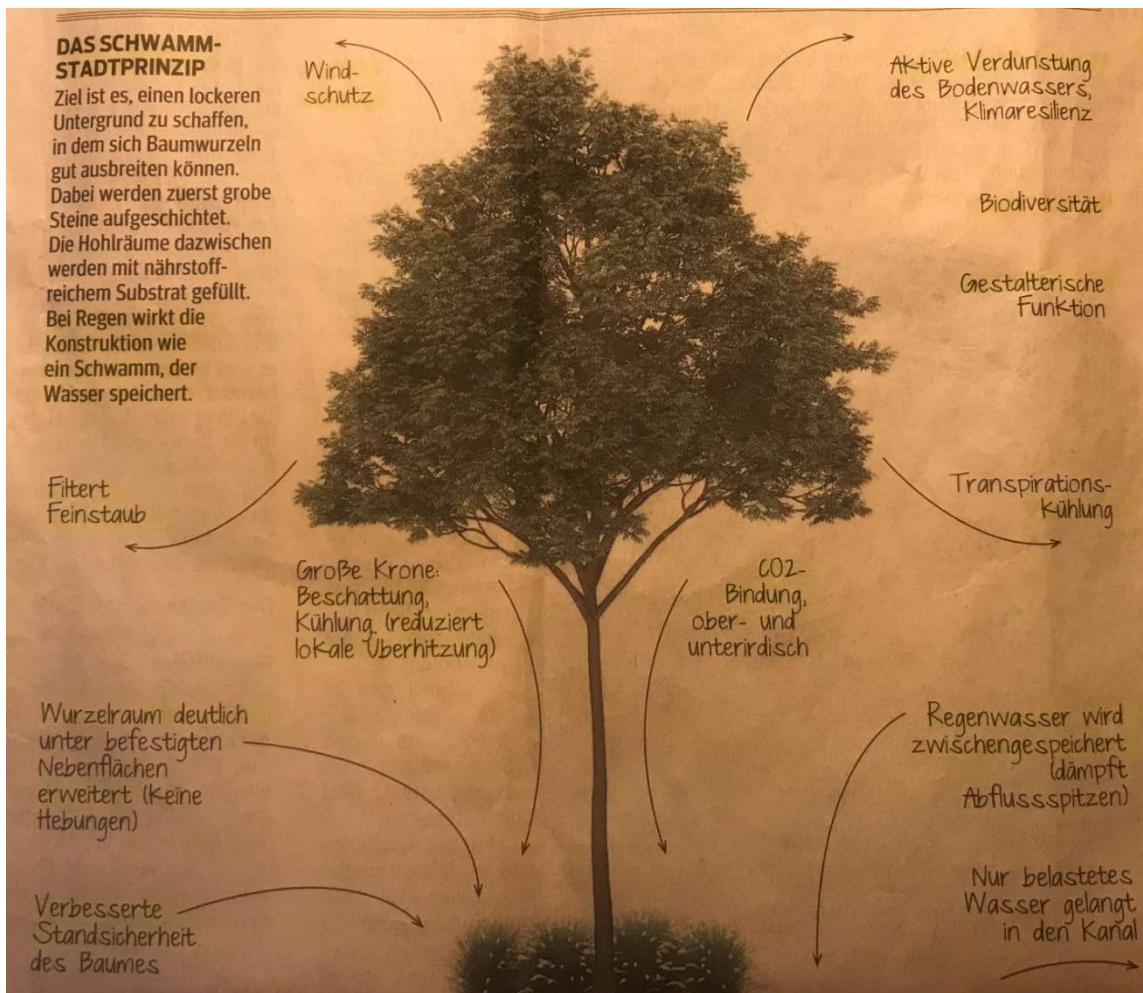 DAS SCHWAMM-
STADTPRINZIP
Ziel ist es, einen lockeren
Untergrund zu schaffen,
in dem sich Baumwurzeln
gut ausbreiten können.
Dabei werden zuerst grobe
Steine aufgeschichtet.
Die Hohlräume dazwischen
werden mit nährstoff-
reichem Substrat gefüllt.
Bei Regen wirkt die
Konstruktion wie
ein Schwamm, der
Wasser speichert.
Wind-
schutz
Aktive Verdunstung
des Bodenwassers,
Klimaresilienz
Biodiversität
Gestalterische
Funktion
Filtert
Feinstaub
Transpirations-
kühlung
Große Krone:
Beschattung,
Kühlung (reduziert
lokale Überhitzung)
CO2-
Bindung,
ober- und
unterirdisch
Wurzelraum deutlich
unter befestigten
Nebenflächen
erweitert (keine
Hebungen)
Regenwasser wird
zwischengespeichert
(dämpft
Abflussspitzen)
Verbesserte
Standsicherheit
des Baumes
Nur belastetes
Wasser gelangt
in den Kanal